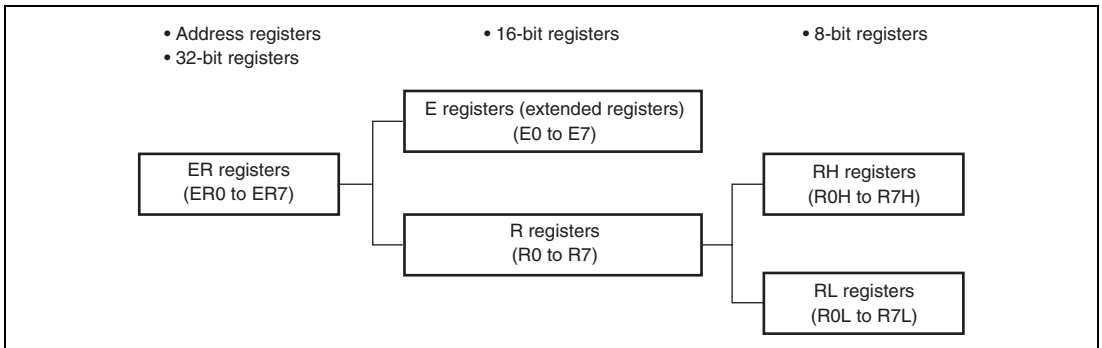 • Address registers
• 32-bit registers
• 16-bit registers
• 8-bit registers
E registers (extended registers)
(E0 to E7)
ER registers
(ER0 to ER7)
RH registers
(R0H to R7H)
R registers
(R0 to R7)
RL registers
(R0L to R7L)